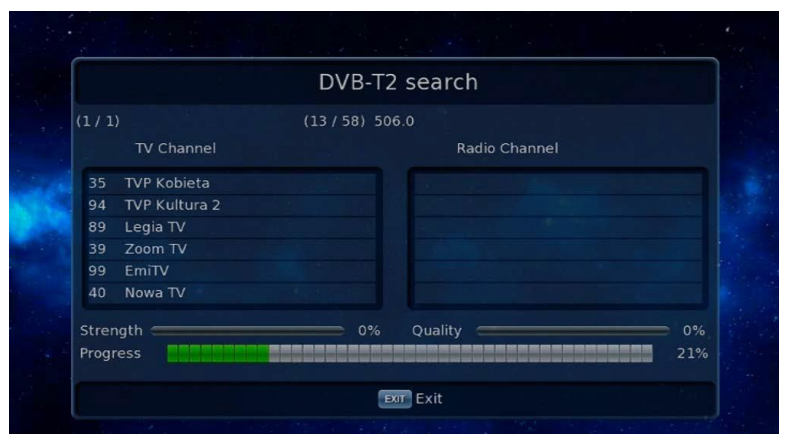 DVB-T2 search
(1 / 1) (13 / 58) 506.0
TV Channel Radio Channel
35 TVP Kobieta
94 TVP Kultura 2
89 Legia TV
39 Zoom TV
99 EmiTV
40 Nowa TV
Strength 0% Quality 0%
Progress 21%
EXIT Exit